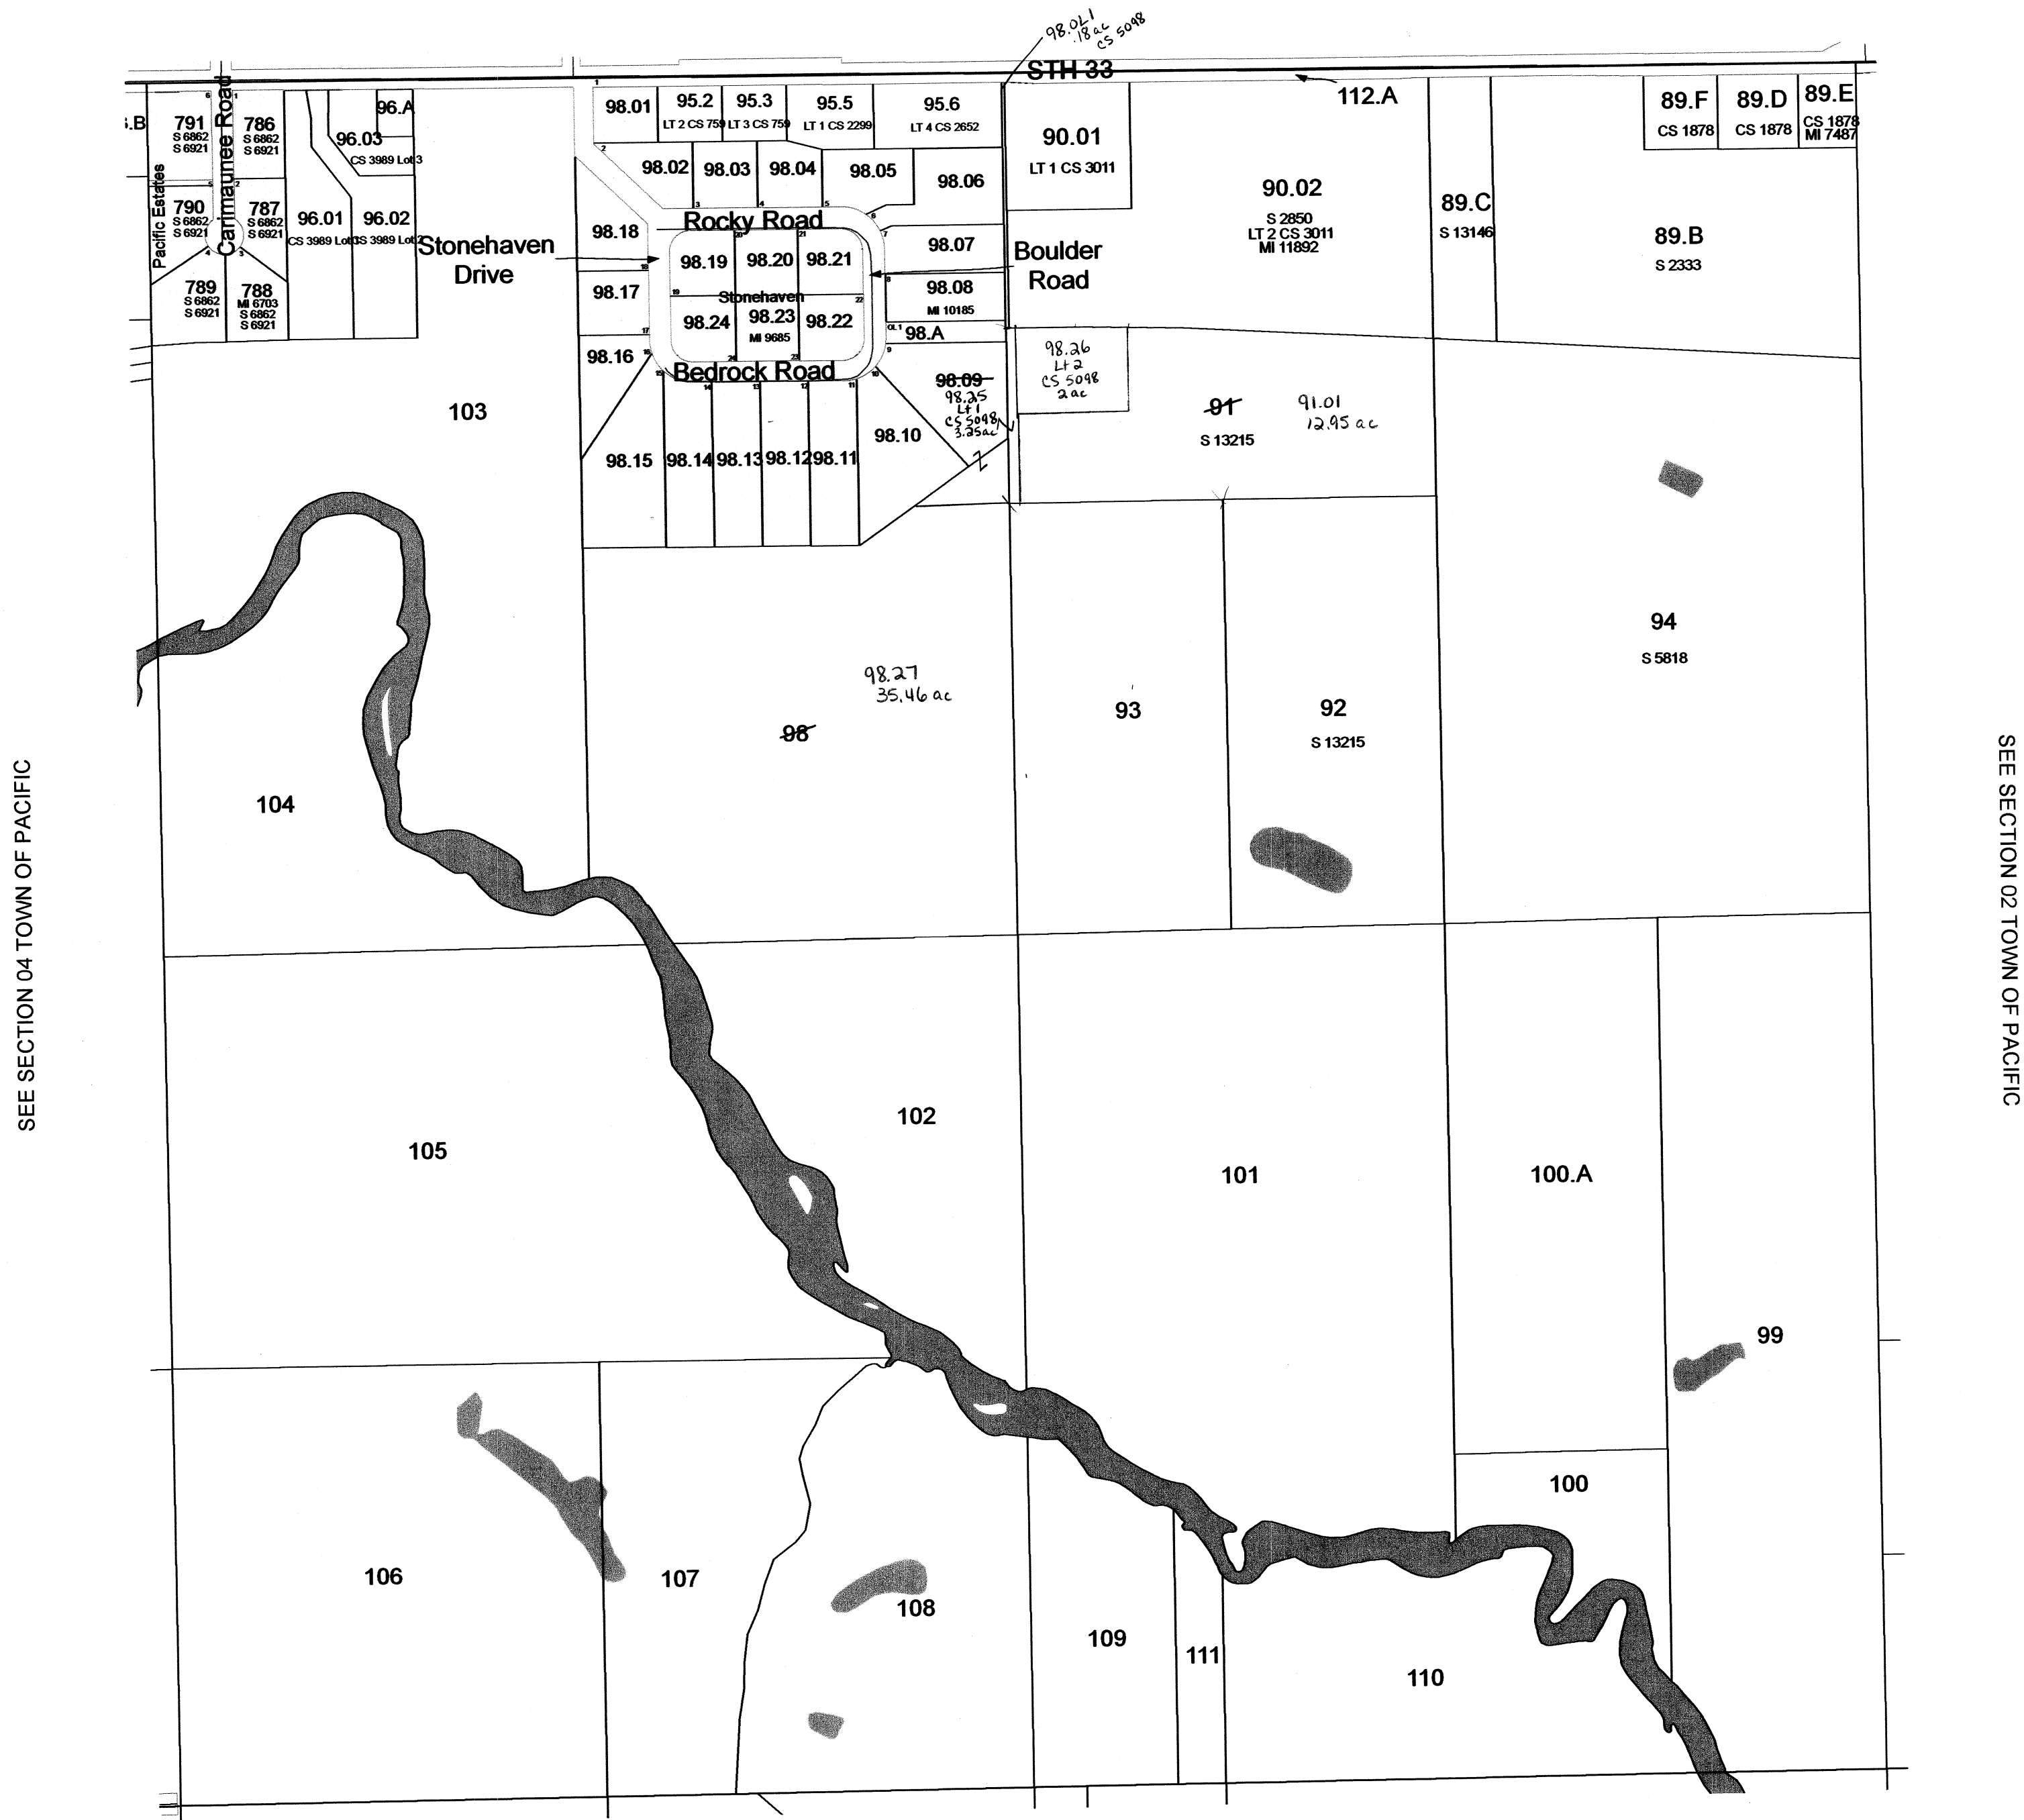 98.0L1
.18 ac
CS 5098
STH 33
112.A
791
S 6862
S 6921
786
S 6862
S 6921
Carimaunee Road
Pacific Estates
790
S 6862
S 6921
787
S 6862
S 6921
789
S 6862
S 6921
788
MI 6703
S 6862
S 6921
96.A
96.03
CS 3989 Lot 3
96.01
96.02
CS 3989 Lot 2
Stonehaven
Drive
98.01
95.2
LT 2 CS 759
95.3
LT 3 CS 759
95.5
LT 1 CS 2299
95.6
LT 4 CS 2652
98.02
98.03
98.04
98.05
98.06
Rocky Road
98.18
98.19
98.20
98.21
98.07
Boulder
Road
98.17
Stonehaven
98.08
MI 10185
98.24
98.23
MI 9685
98.22
OL 1
98.A
98.16
Bedrock Road
98.09
98.25
Lt 1
CS 5098
3.25ac
98.10
98.15
98.14
98.13
98.12
98.11
Z
90.01
LT 1 CS 3011
90.02
S 2850
LT 2 CS 3011
MI 11892
89.C
S 13146
89.F
CS 1878
89.D
CS 1878
89.E
CS 1878
MI 7487
89.B
S 2333
98.26
Lt 2
CS 5098
2 ac
91
S 13215
91.01
12.95 ac
103
104
98.27
35.46 ac
98
93
92
S 13215
94
S 5818
SEE SECTION 04 TOWN OF PACIFIC
SEE SECTION 02 TOWN OF PACIFIC
105
102
101
100.A
99
100
106
107
108
109
111
110